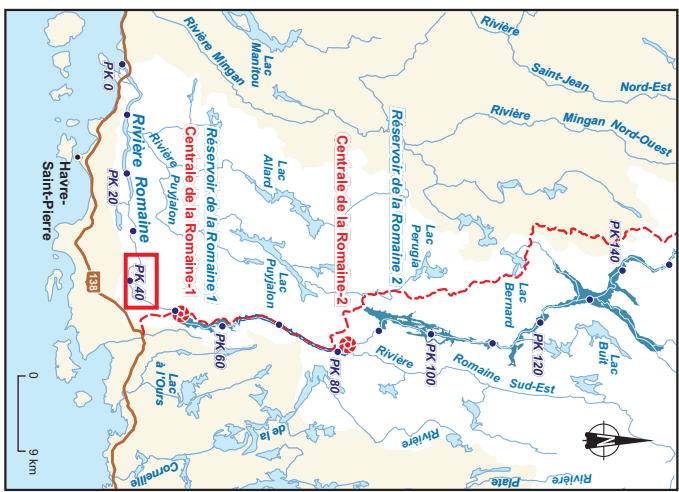 Rivière
Saint-Jean
Nord-Est
Rivière Mingan
Lac
Manitou
Rivière
Mingan Nord-Ouest
PK 0
Rivière Romaine
Rivière Puyjalon
PK 20
Havre-
Saint-Pierre
Centrale de la Romaine-1
Réservoir de la Romaine 1
Lac
Allard
Lac
Puyjalon
Centrale de la Romaine-2
Réservoir de la Romaine 2
Lac
Perugia
Lac
Bernard
PK 140
138
PK 40
PK 60
PK 80
PK 100
PK 120
Lac
Buit
Rivière
Romaine
Sud-Est
Lac
à l'Ours
Rivière
de la
Corneille
Rivière
Plate
N
0
9 km